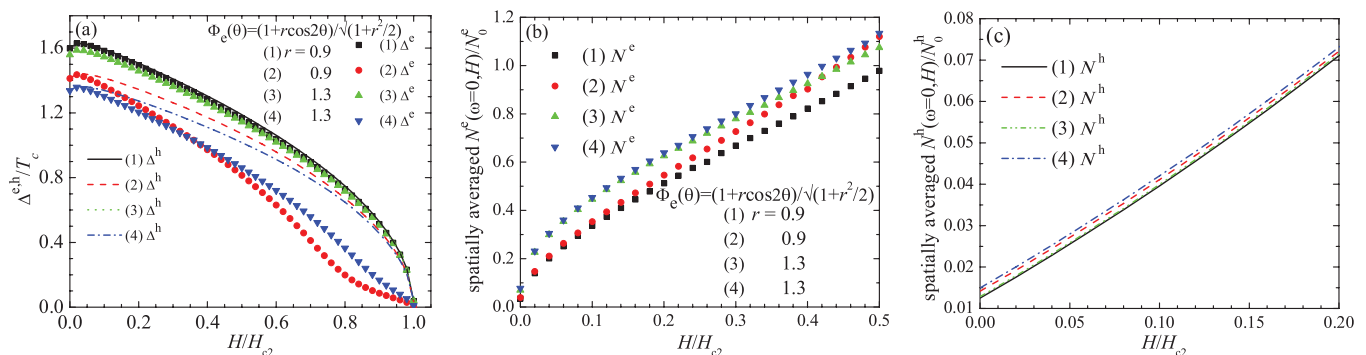 (a)
Φe(θ)=(1+rcos2θ)/√(1+r²/2)
(1) r = 0.9
(2) 0.9
(3) 1.3
(4) 1.3
(1) Δᵉ
(2) Δᵉ
(3) Δᵉ
(4) Δᵉ
(1) Δʰ
(2) Δʰ
(3) Δʰ
(4) Δʰ
Δᵉ,ʰ/Tc
1.6
1.2
0.8
0.4
0.0
0.0 0.2 0.4 0.6 0.8 1.0
H/Hc2
(b)
(1) Nᵉ
(2) Nᵉ
(3) Nᵉ
(4) Nᵉ
Φe(θ)=(1+rcos2θ)/√(1+r²/2)
(1) r = 0.9
(2) 0.9
(3) 1.3
(4) 1.3
spatially averaged Nᵉ(ω=0,H)/N₀ᵉ
1.2
1.0
0.8
0.6
0.4
0.2
0.0
0.0 0.1 0.2 0.3 0.4 0.5
H/Hc2
(c)
(1) Nʰ
(2) Nʰ
(3) Nʰ
(4) Nʰ
spatially averaged Nʰ(ω=0,H)/N₀ʰ
0.08
0.07
0.06
0.05
0.04
0.03
0.02
0.01
0.00 0.05 0.10 0.15 0.20
H/Hc2